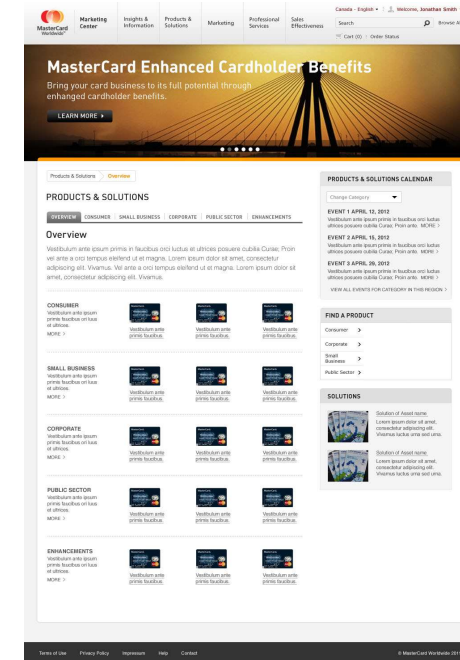 Canada - English
Welcome, Jonathan Smith
MasterCard
Worldwide
Marketing
Center
Insights &
Information
Products &
Solutions
Marketing
Professional
Services
Sales
Effectiveness
Search
Browse
Cart (0)
Order Status
MasterCard Enhanced Cardholder Benefits
Bring your card business to its full potential through
enhanged cardholder benefits.
LEARN MORE
Products & Solutions
Overview
PRODUCTS & SOLUTIONS
OVERVIEW
CONSUMER
SMALL BUSINESS
CORPORATE
PUBLIC SECTOR
ENHANCEMENTS
Overview
Vestibulum ante ipsum primis in faucibus orci luctus et ultrices posuere cubilia Curae; Proin
vel ante a orci tempus eleifend ut et magna. Lorem ipsum dolor sit amet, consectetur
adipiscing elit. Vivamus. Vel ante a orci tempus eleifend ut et magna. Lorem ipsum dolor sit
amet, consectetur adipiscing elit. Vivamus.
CONSUMER
Vestibulum ante ipsum
primis faucibus on luus
et ultrices.
MORE >
Vestibulum ante
primis faucibus.
Vestibulum ante
primis faucibus.
Vestibulum ante
primis faucibus.
SMALL BUSINESS
Vestibulum ante ipsum
primis faucibus on luus
et ultrices.
MORE >
Vestibulum ante
primis faucibus.
Vestibulum ante
primis faucibus.
Vestibulum ante
primis faucibus.
CORPORATE
Vestibulum ante ipsum
primis faucibus on luus
et ultrices.
MORE >
Vestibulum ante
primis faucibus.
Vestibulum ante
primis faucibus.
Vestibulum ante
primis faucibus.
PUBLIC SECTOR
Vestibulum ante ipsum
primis faucibus on luus
et ultrices.
MORE >
Vestibulum ante
primis faucibus.
Vestibulum ante
primis faucibus.
Vestibulum ante
primis faucibus.
ENHANCEMENTS
Vestibulum ante ipsum
primis faucibus on luus
et ultrices.
MORE >
Vestibulum ante
primis faucibus.
Vestibulum ante
primis faucibus.
Vestibulum ante
primis faucibus.
PRODUCTS & SOLUTIONS CALENDAR
Change Category
EVENT 1 APRIL 12, 2012
Vestibulum ante ipsum primis in faucibus orci luctus
ultrices posuere cubilia Curae; Proin ante. MORE >
EVENT 2 APRIL 15, 2012
Vestibulum ante ipsum primis in faucibus orci luctus
ultrices posuere cubilia Curae; Proin ante. MORE >
EVENT 3 APRIL 29, 2012
Vestibulum ante ipsum primis in faucibus orci luctus
ultrices posuere cubilia Curae; Proin ante. MORE >
VIEW ALL EVENTS FOR CATEGORY IN THIS REGION >
FIND A PRODUCT
Consumer >
Corporate >
Small
Business >
Public Sector >
SOLUTIONS
Solution of Asset name.
Lorem ipsum dolor sit amet,
consectetur adipiscing elit.
Vivamus luctus urna sed urna.
Solution of Asset name.
Lorem ipsum dolor sit amet,
consectetur adipiscing elit.
Vivamus luctus urna sed urna.
Terms of Use
Privacy Policy
Impressum
Help
Contact
© MasterCard Worldwide